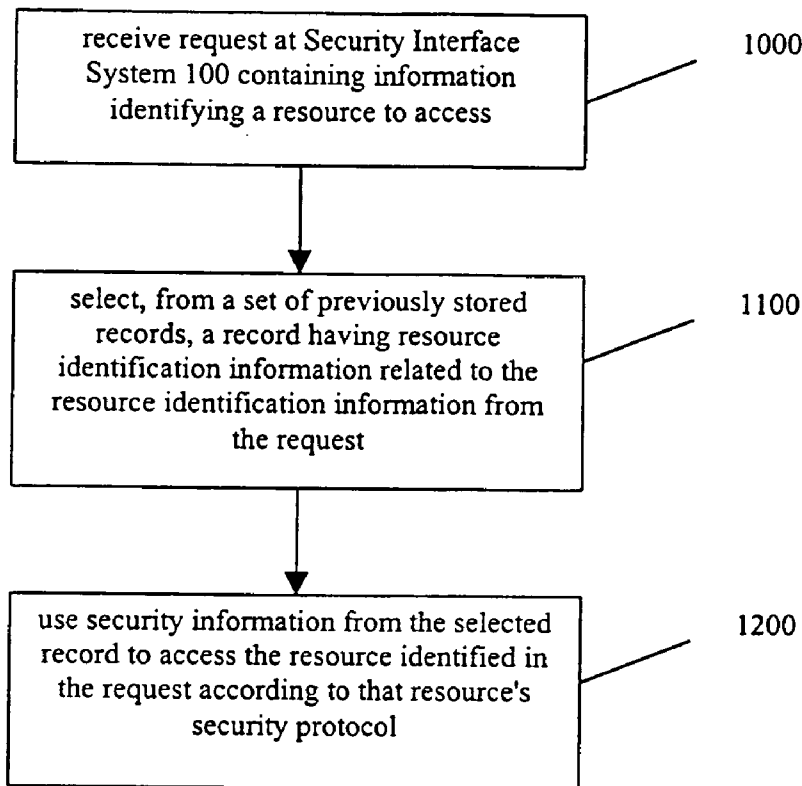 receive request at Security Interface
System 100 containing information
identifying a resource to access
1000
select, from a set of previously stored
records, a record having resource
identification information related to the
resource identification information from
the request
1100
use security information from the selected
record to access the resource identified in
the request according to that resource's
security protocol
1200